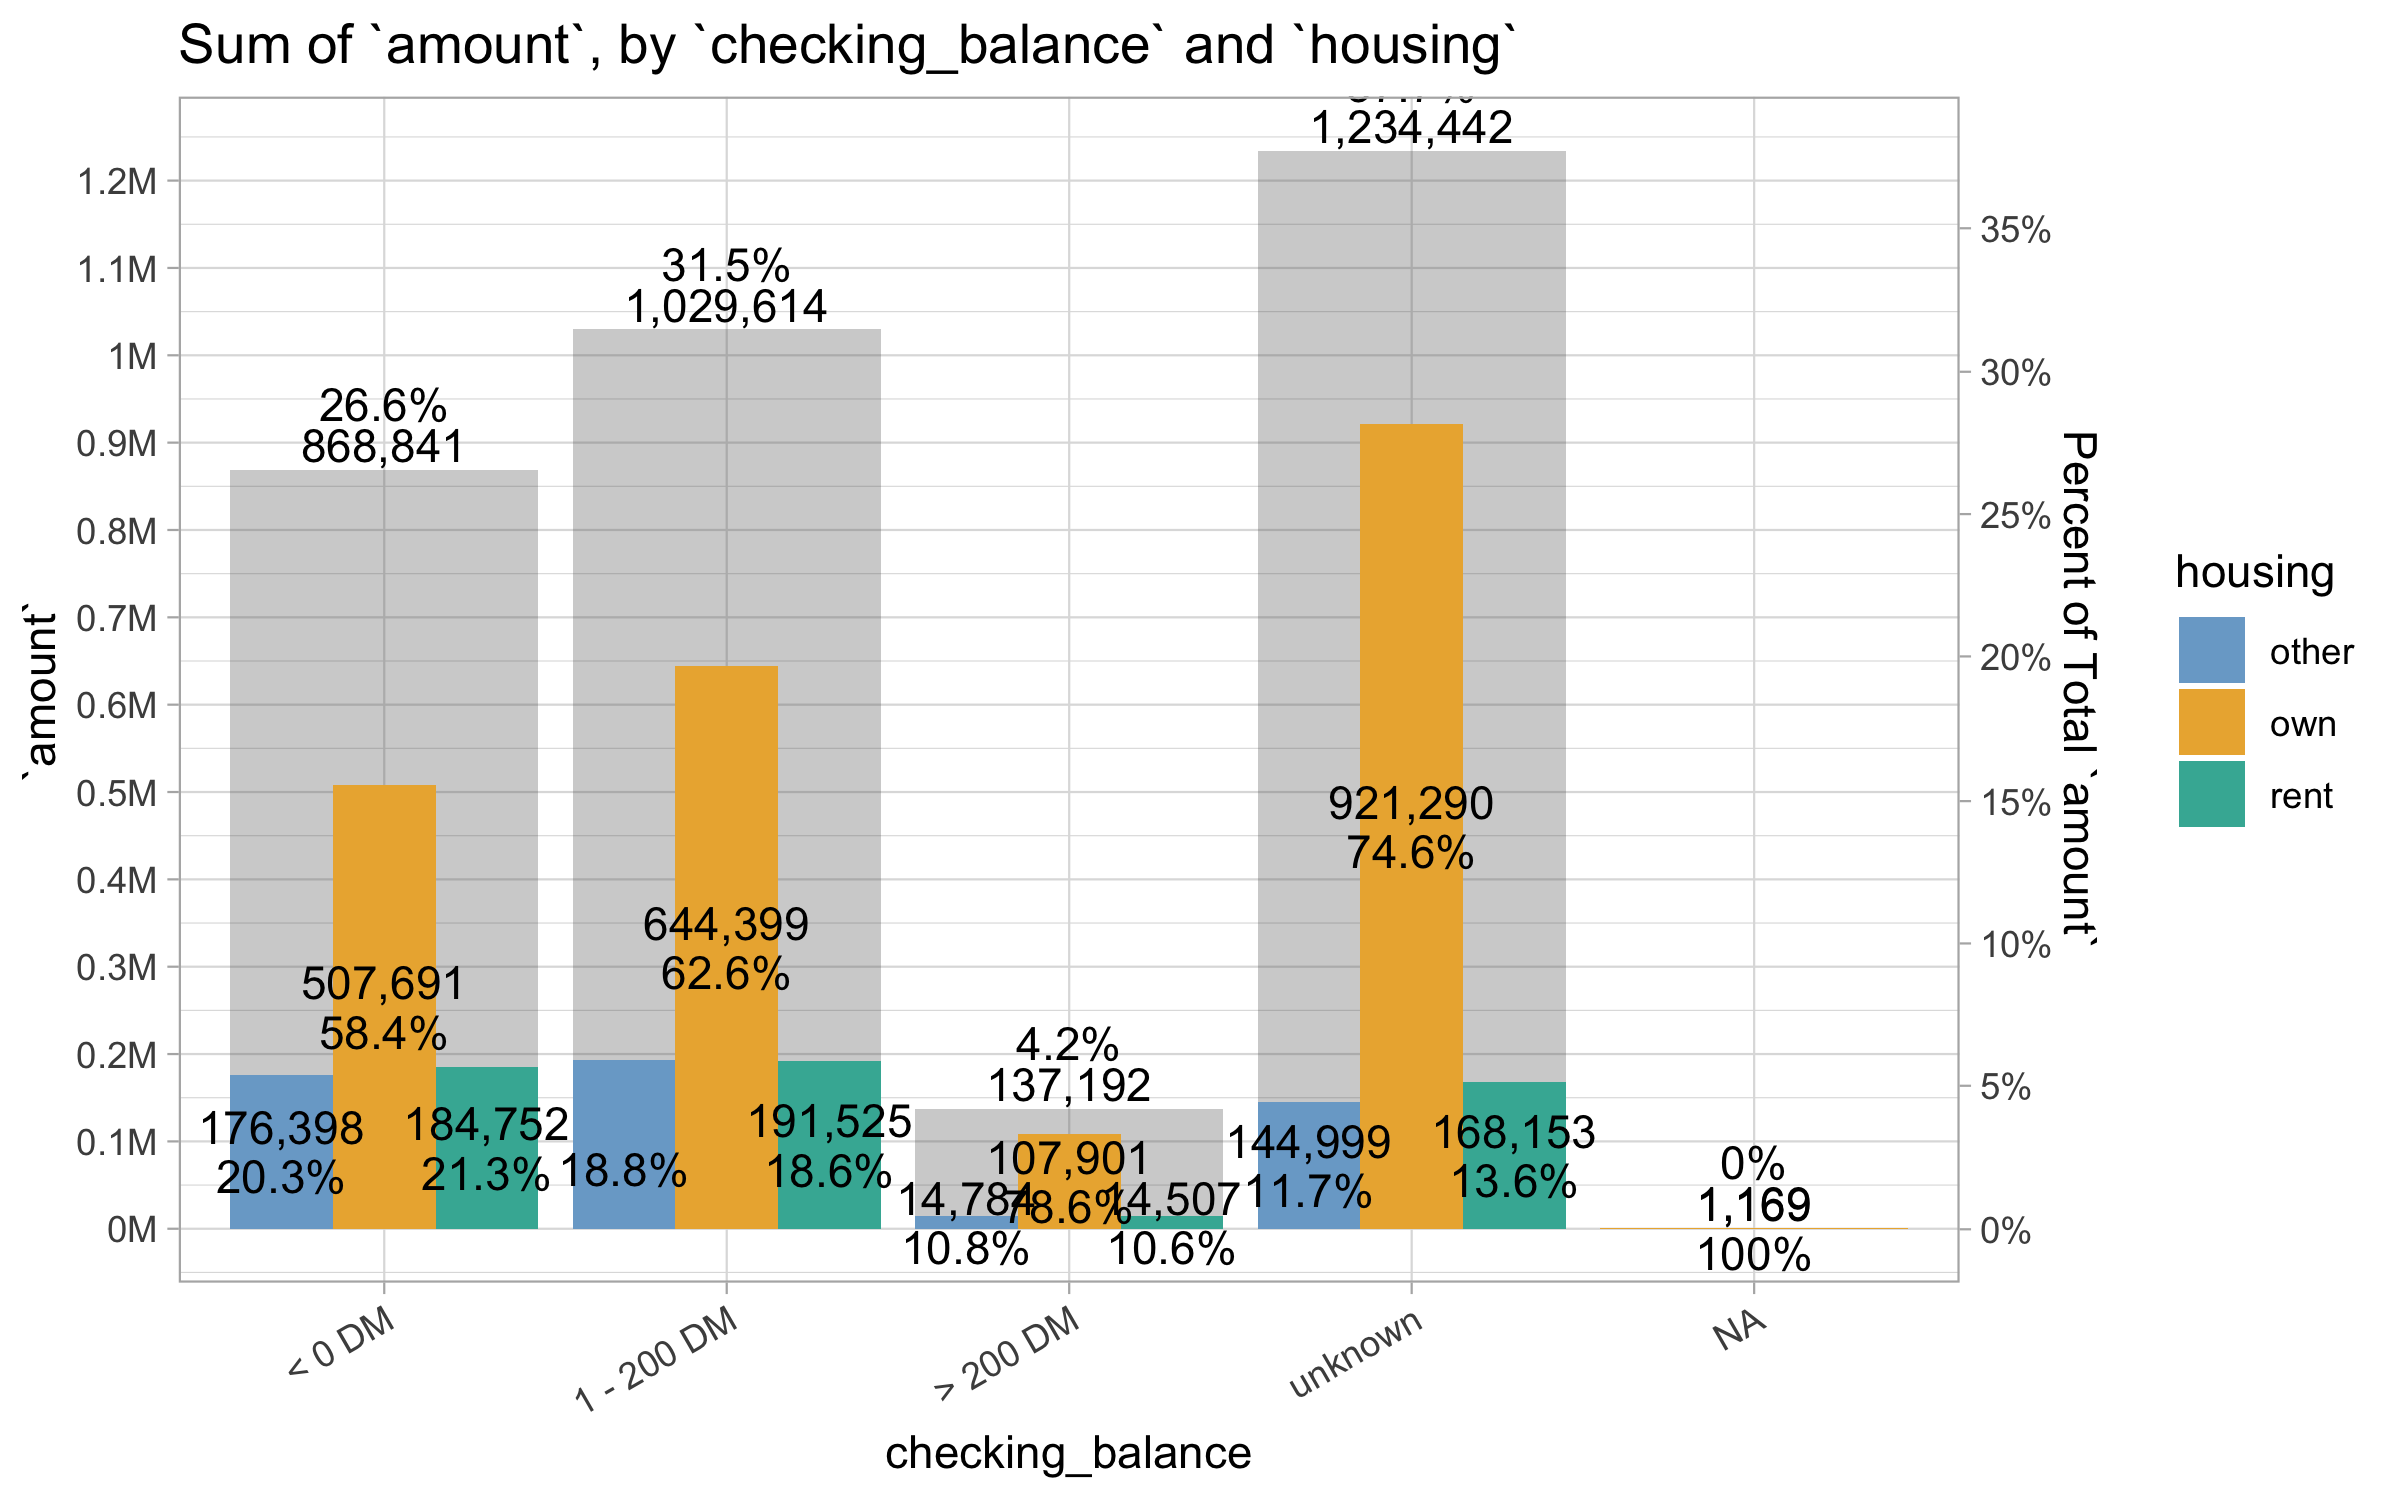 Sum of `amount`, by `checking_balance` and `housing`
1,234,442
31.5%
1,029,614
26.6%
868,841
921,290
74.6%
644,399
62.6%
507,691
58.4%
4.2%
137,192
176,398
20.3%
184,752
21.3%
18.8%
191,525
18.6%
107,901
78.6%
14,784
10.8%
14,507
10.6%
144,999
11.7%
168,153
13.6%
0%
1,169
100%
1.2M
1.1M
1M
0.9M
0.8M
0.7M
0.6M
0.5M
0.4M
0.3M
0.2M
0.1M
0M
`amount`
35%
30%
25%
20%
15%
10%
5%
0%
Percent of Total `amount`
< 0 DM
1 - 200 DM
> 200 DM
unknown
NA
checking_balance
housing
other
own
rent